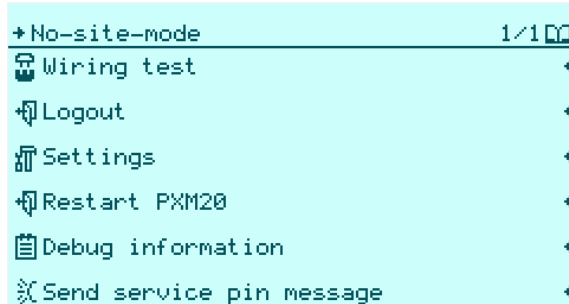 No-site-mode 1/1
Wiring test
Logout
Settings
Restart PXM20
Debug information
Send service pin message